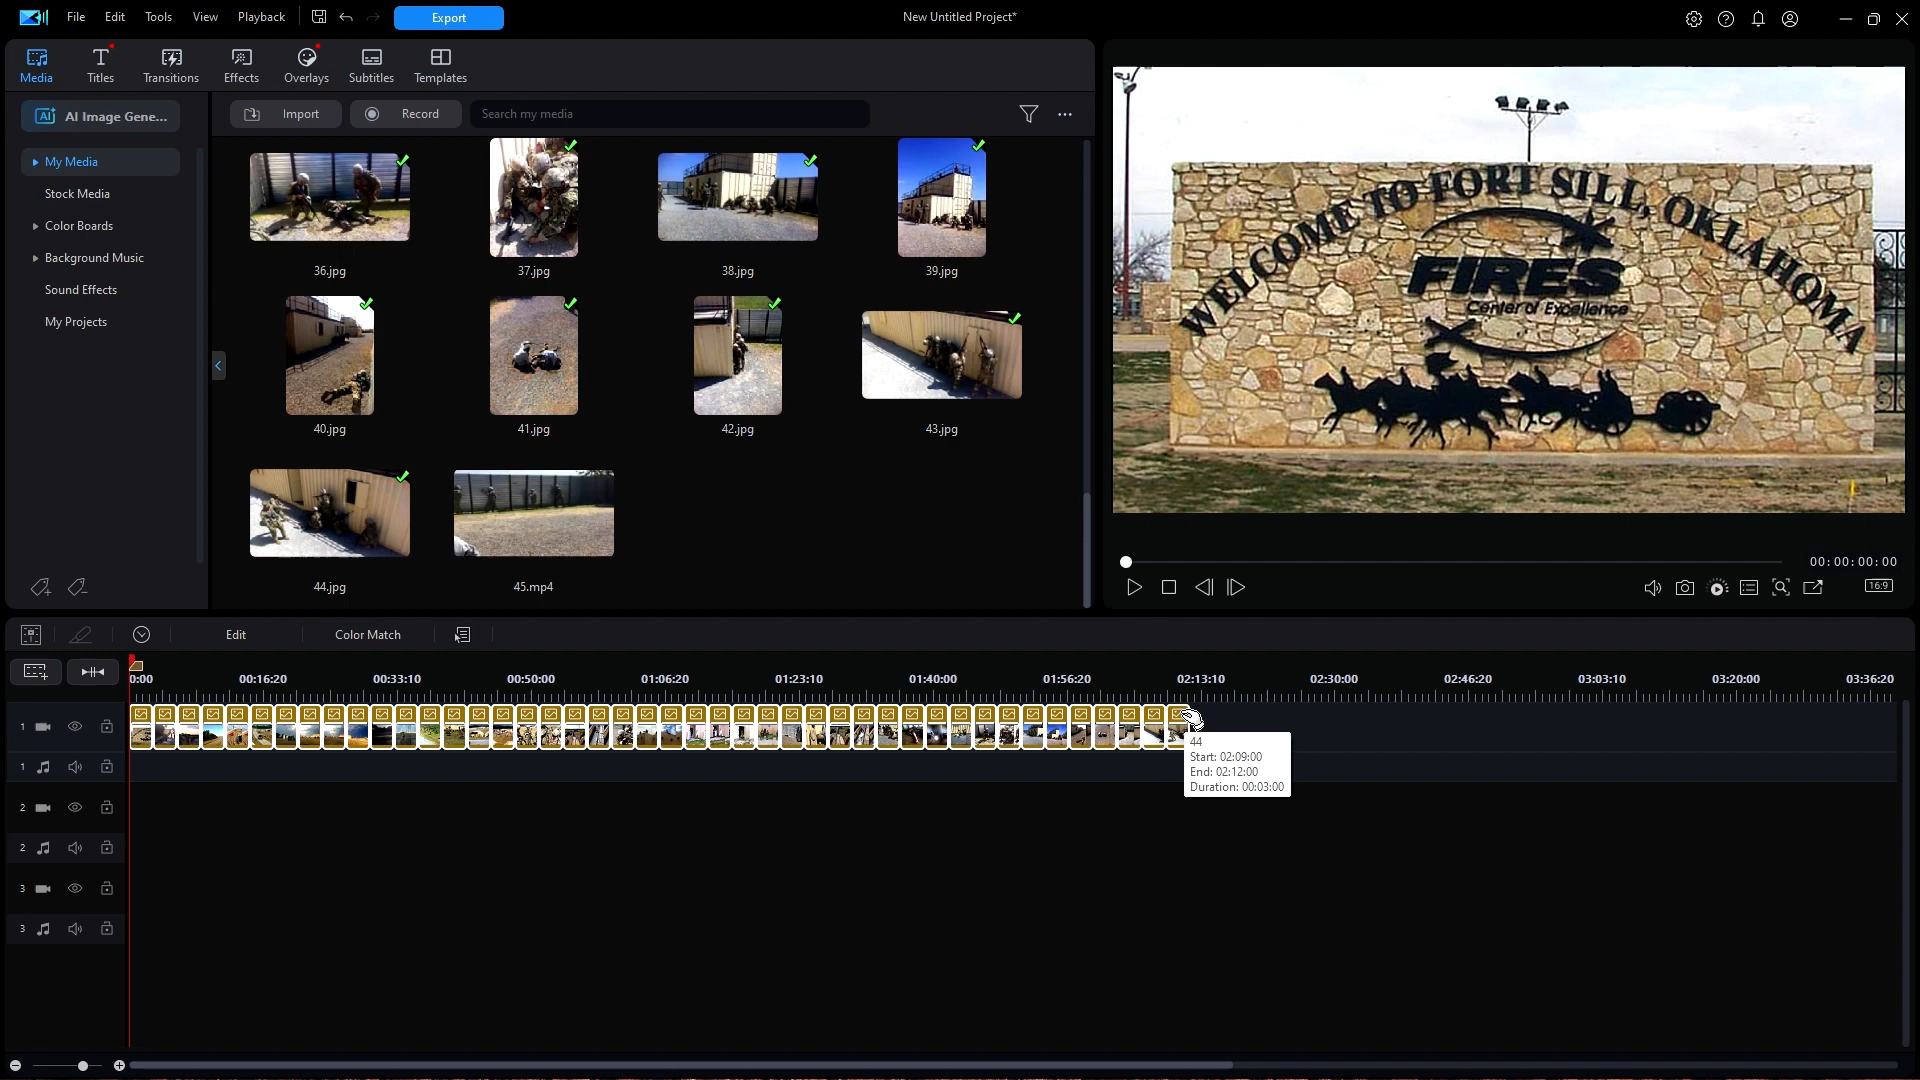 File Edit Tools View Playback Export New Untitled Project*
Media Titles Transitions Effects Overlays Subtitles Templates
AI AI Image Gene... Import Record Search my media
My Media
Stock Media
Color Boards
Background Music
Sound Effects
My Projects
36.jpg 37.jpg 38.jpg 39.jpg
40.jpg 41.jpg 42.jpg 43.jpg
44.jpg 45.mp4
WELCOME TO FORT SILL, OKLAHOMA
FIRES
Center of Excellence
00:00:00:00
16:9
Edit Color Match
0:00 00:16:20 00:33:10 00:50:00 01:06:20 01:23:10 01:40:00 01:56:20 02:13:10 02:30:00 02:46:20 03:03:10 03:20:00 03:36:20
1
1
2
2
3
3
44
Start: 02:09:00
End: 02:12:00
Duration: 00:03:00